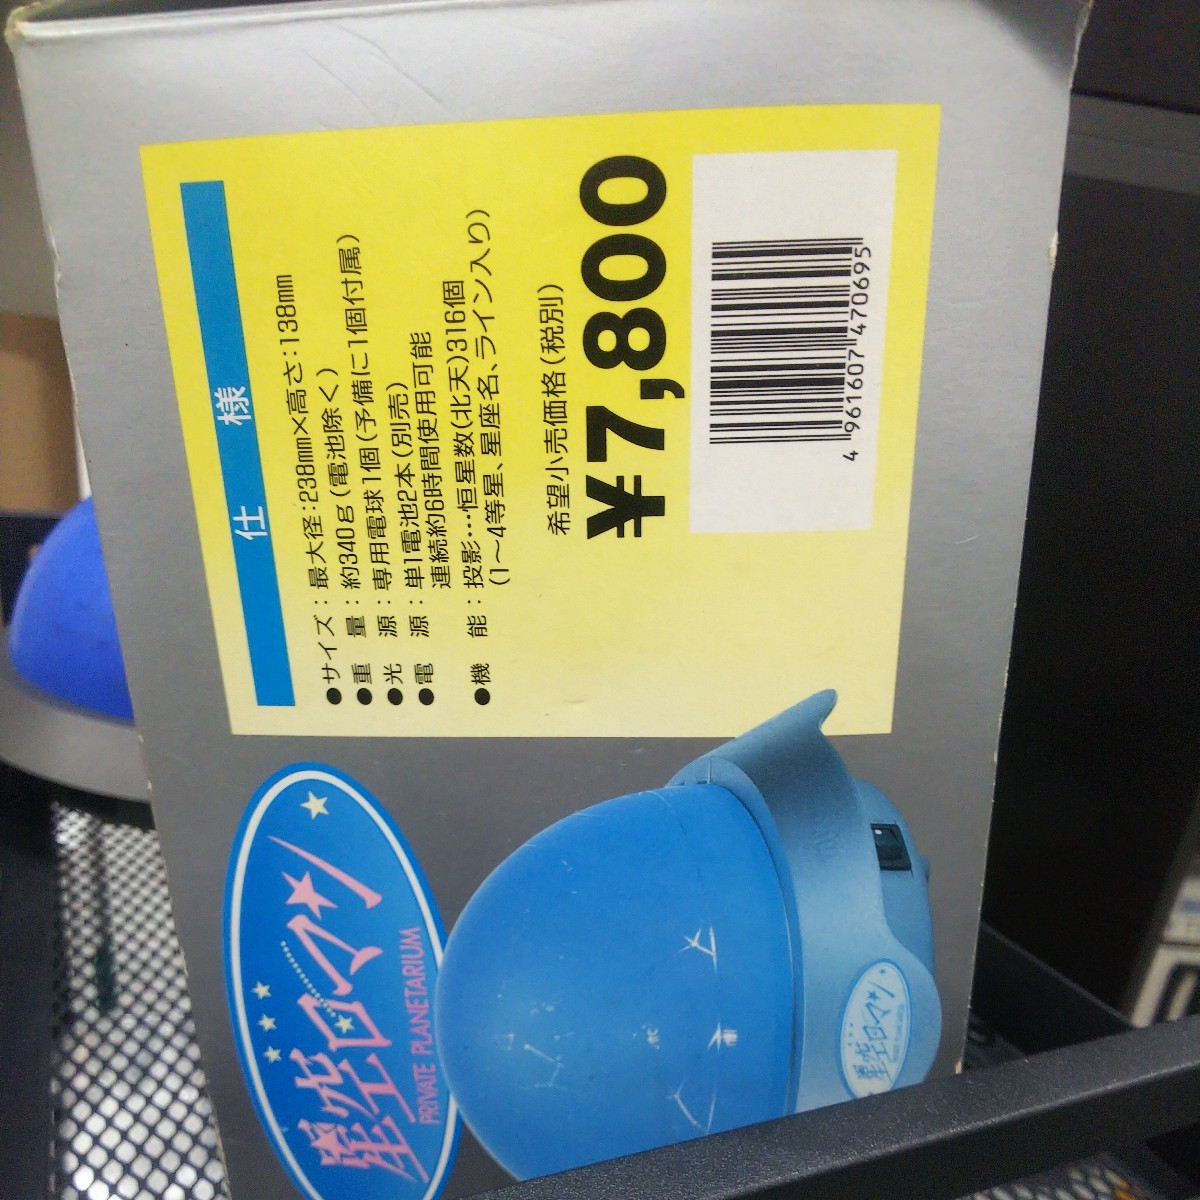 仕様
●サイズ：最大径：238mm×高さ：138mm
●重量：約340g（電池除く）
●光源：専用電球1個（予備に1個付属）
●電源：単1電池2本（別売）
連続約6時間使用可能
●機能：投影…恒星数（北天）316個
（1〜4等星、星座名、ライン入り）
希望小売価格（税別）
¥7,800
4 961607 470695
星空ロマン
PRIVATE PLANETARIUM
星空ロマン